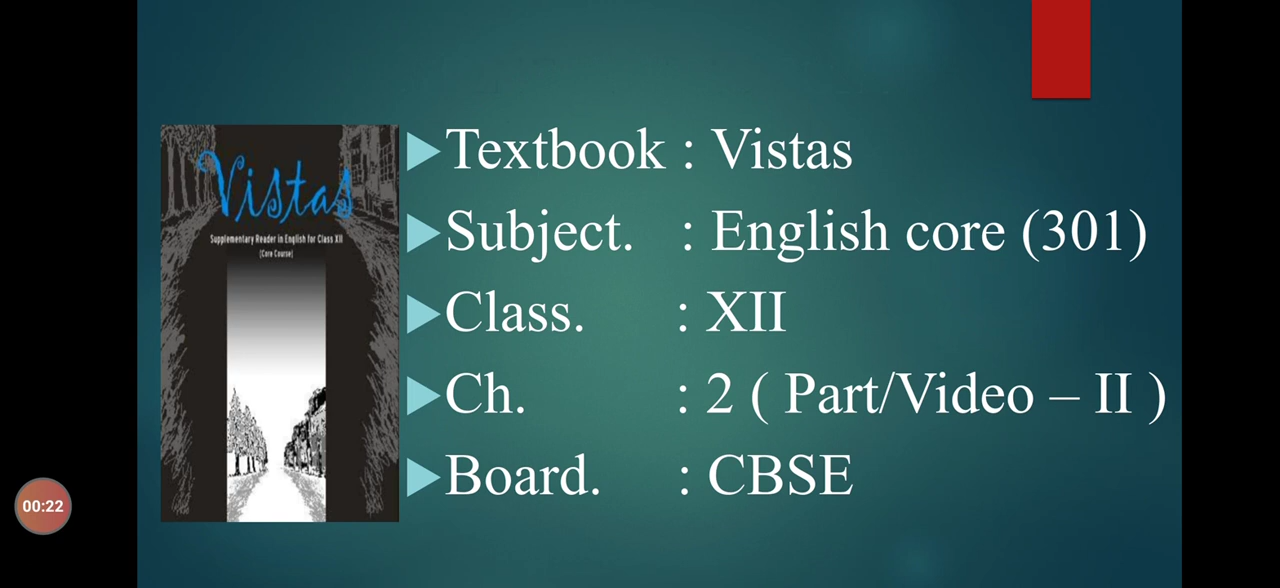 Vistas
Supplementary Reader in English for Class XII
(Core Course)
Textbook : Vistas
Subject. : English core (301)
Class. : XII
Ch. : 2 ( Part/Video – II )
Board. : CBSE
00:22